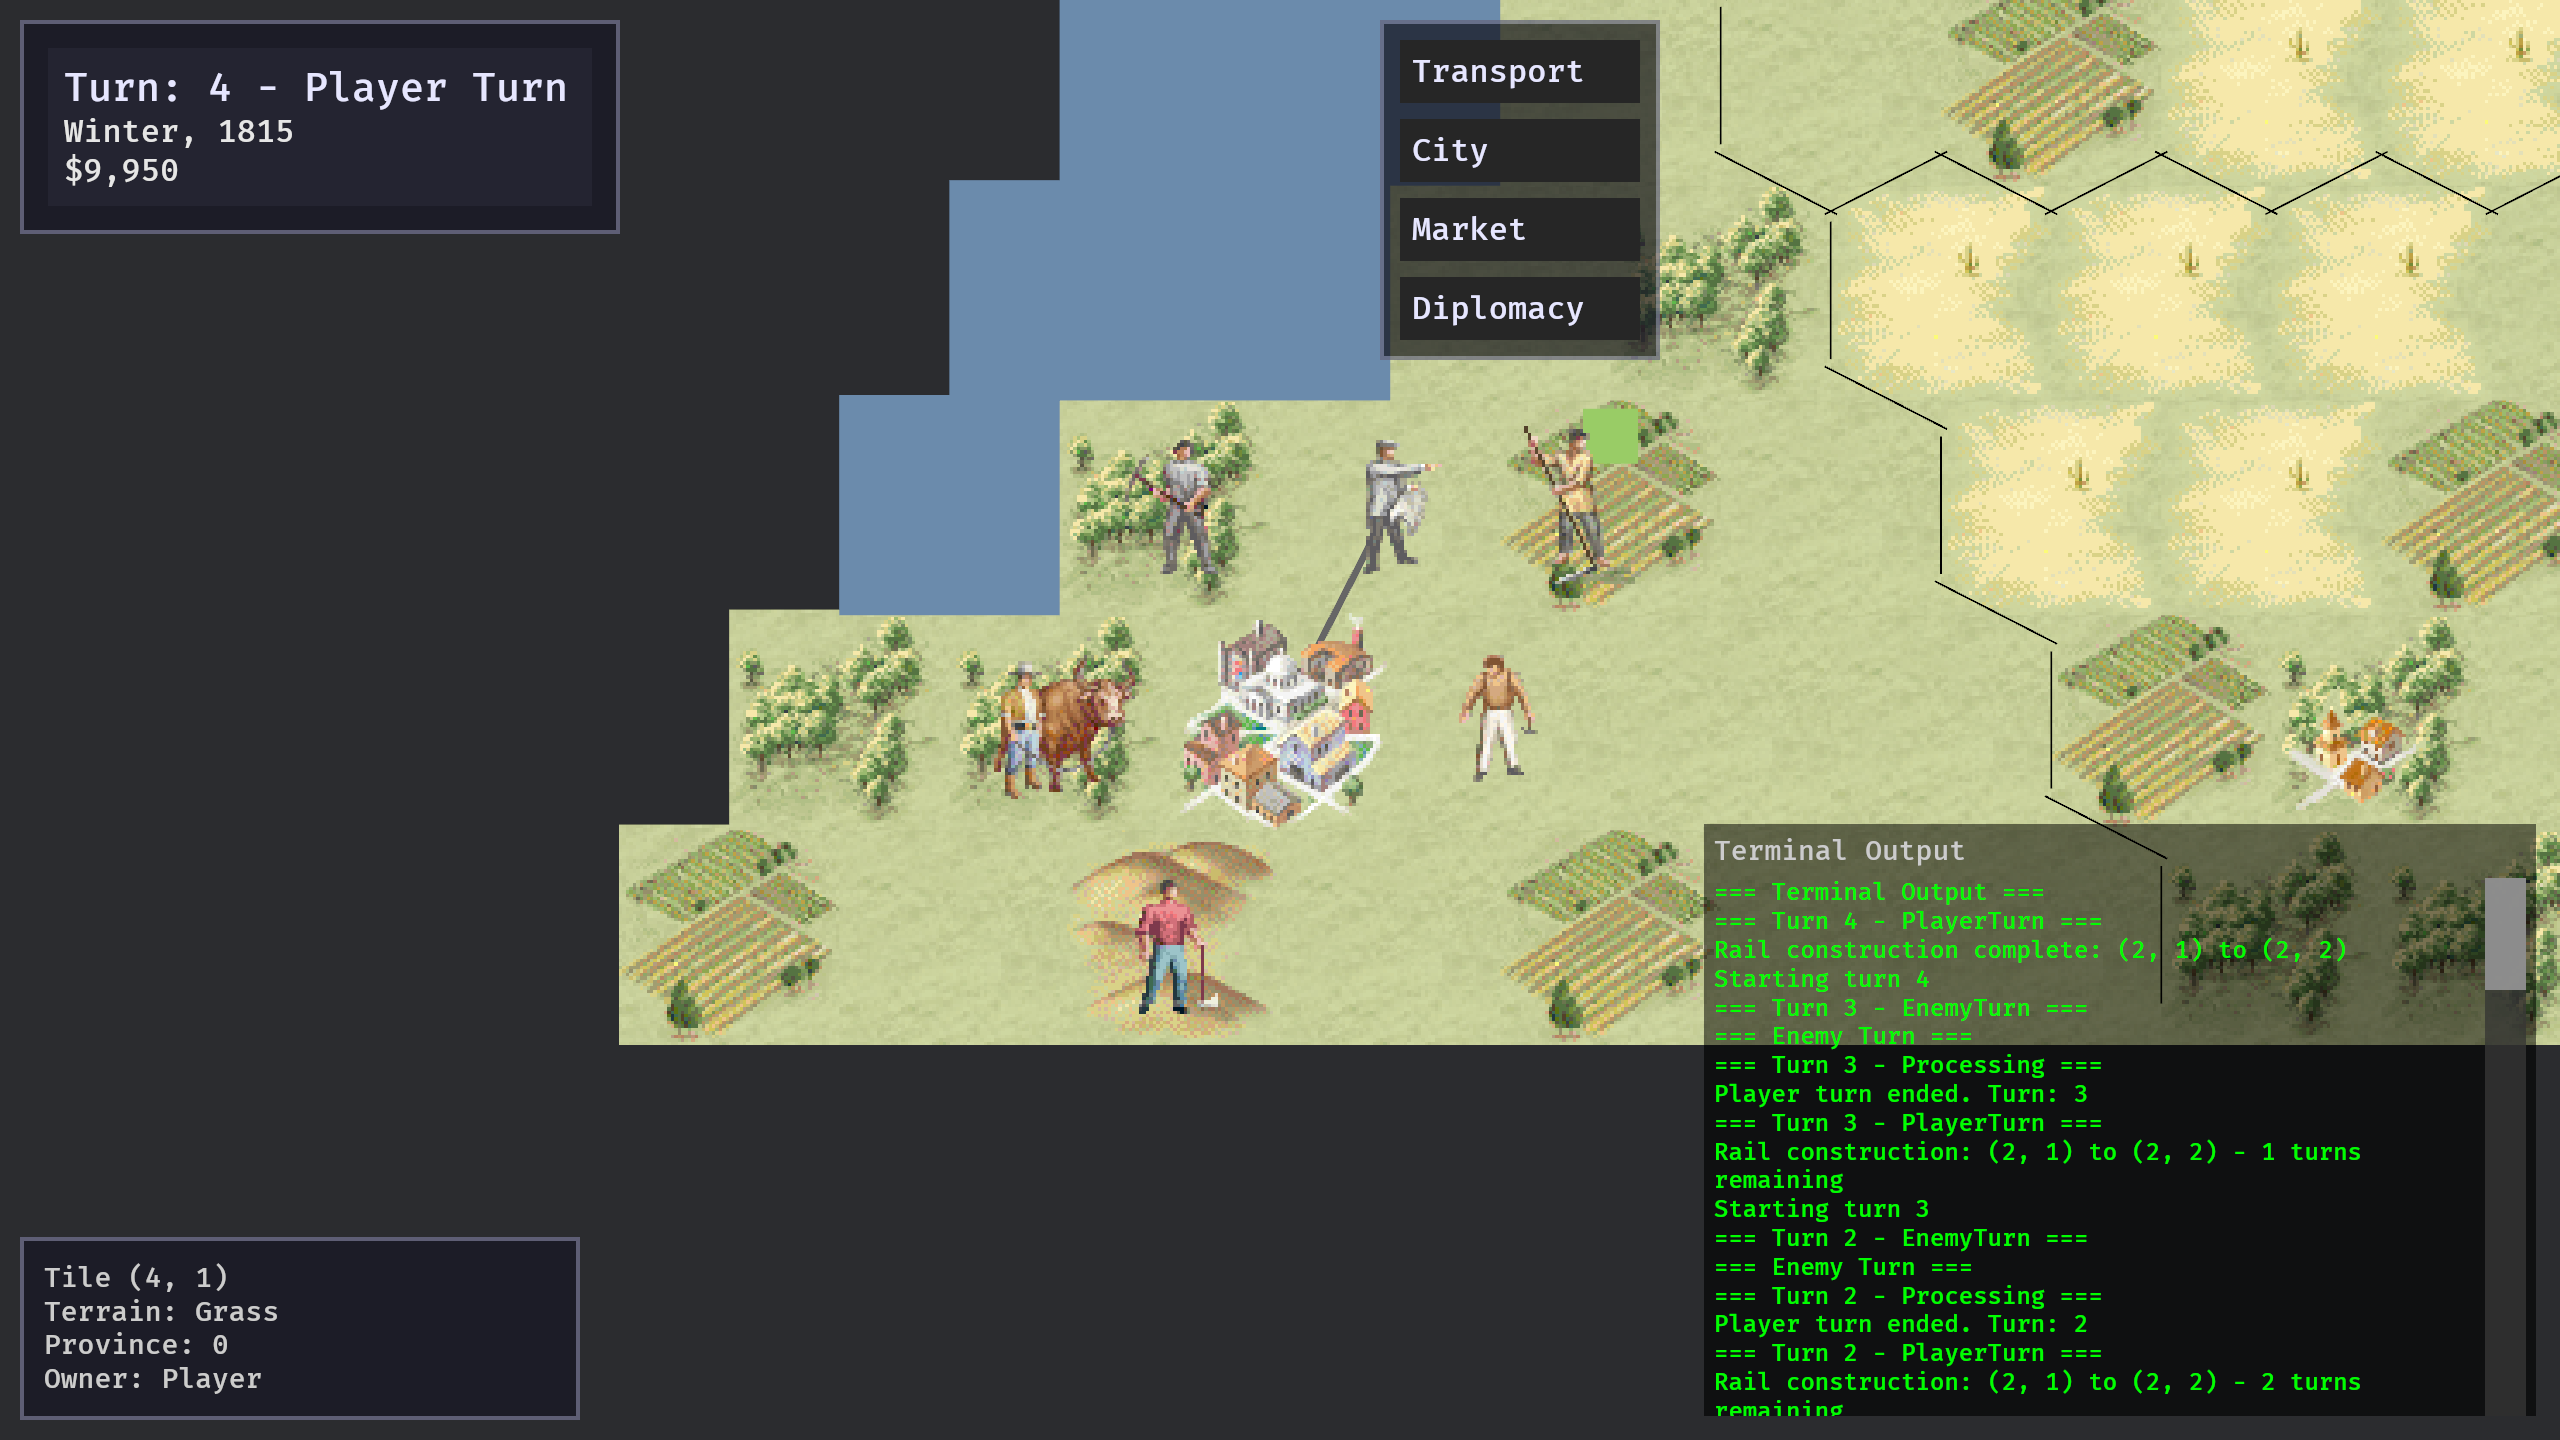 Turn: 4 - Player Turn
Winter, 1815
$9,950
Transport
City
Market
Diplomacy
Tile (4, 1)
Terrain: Grass
Province: 0
Owner: Player
Terminal Output
=== Terminal Output ===
=== Turn 4 - PlayerTurn ===
Rail construction complete: (2, 1) to (2, 2)
Starting turn 4
=== Turn 3 - EnemyTurn ===
=== Enemy Turn ===
=== Turn 3 - Processing ===
Player turn ended. Turn: 3
=== Turn 3 - PlayerTurn ===
Rail construction: (2, 1) to (2, 2) - 1 turns
remaining
Starting turn 3
=== Turn 2 - EnemyTurn ===
=== Enemy Turn ===
=== Turn 2 - Processing ===
Player turn ended. Turn: 2
=== Turn 2 - PlayerTurn ===
Rail construction: (2, 1) to (2, 2) - 2 turns
remaining